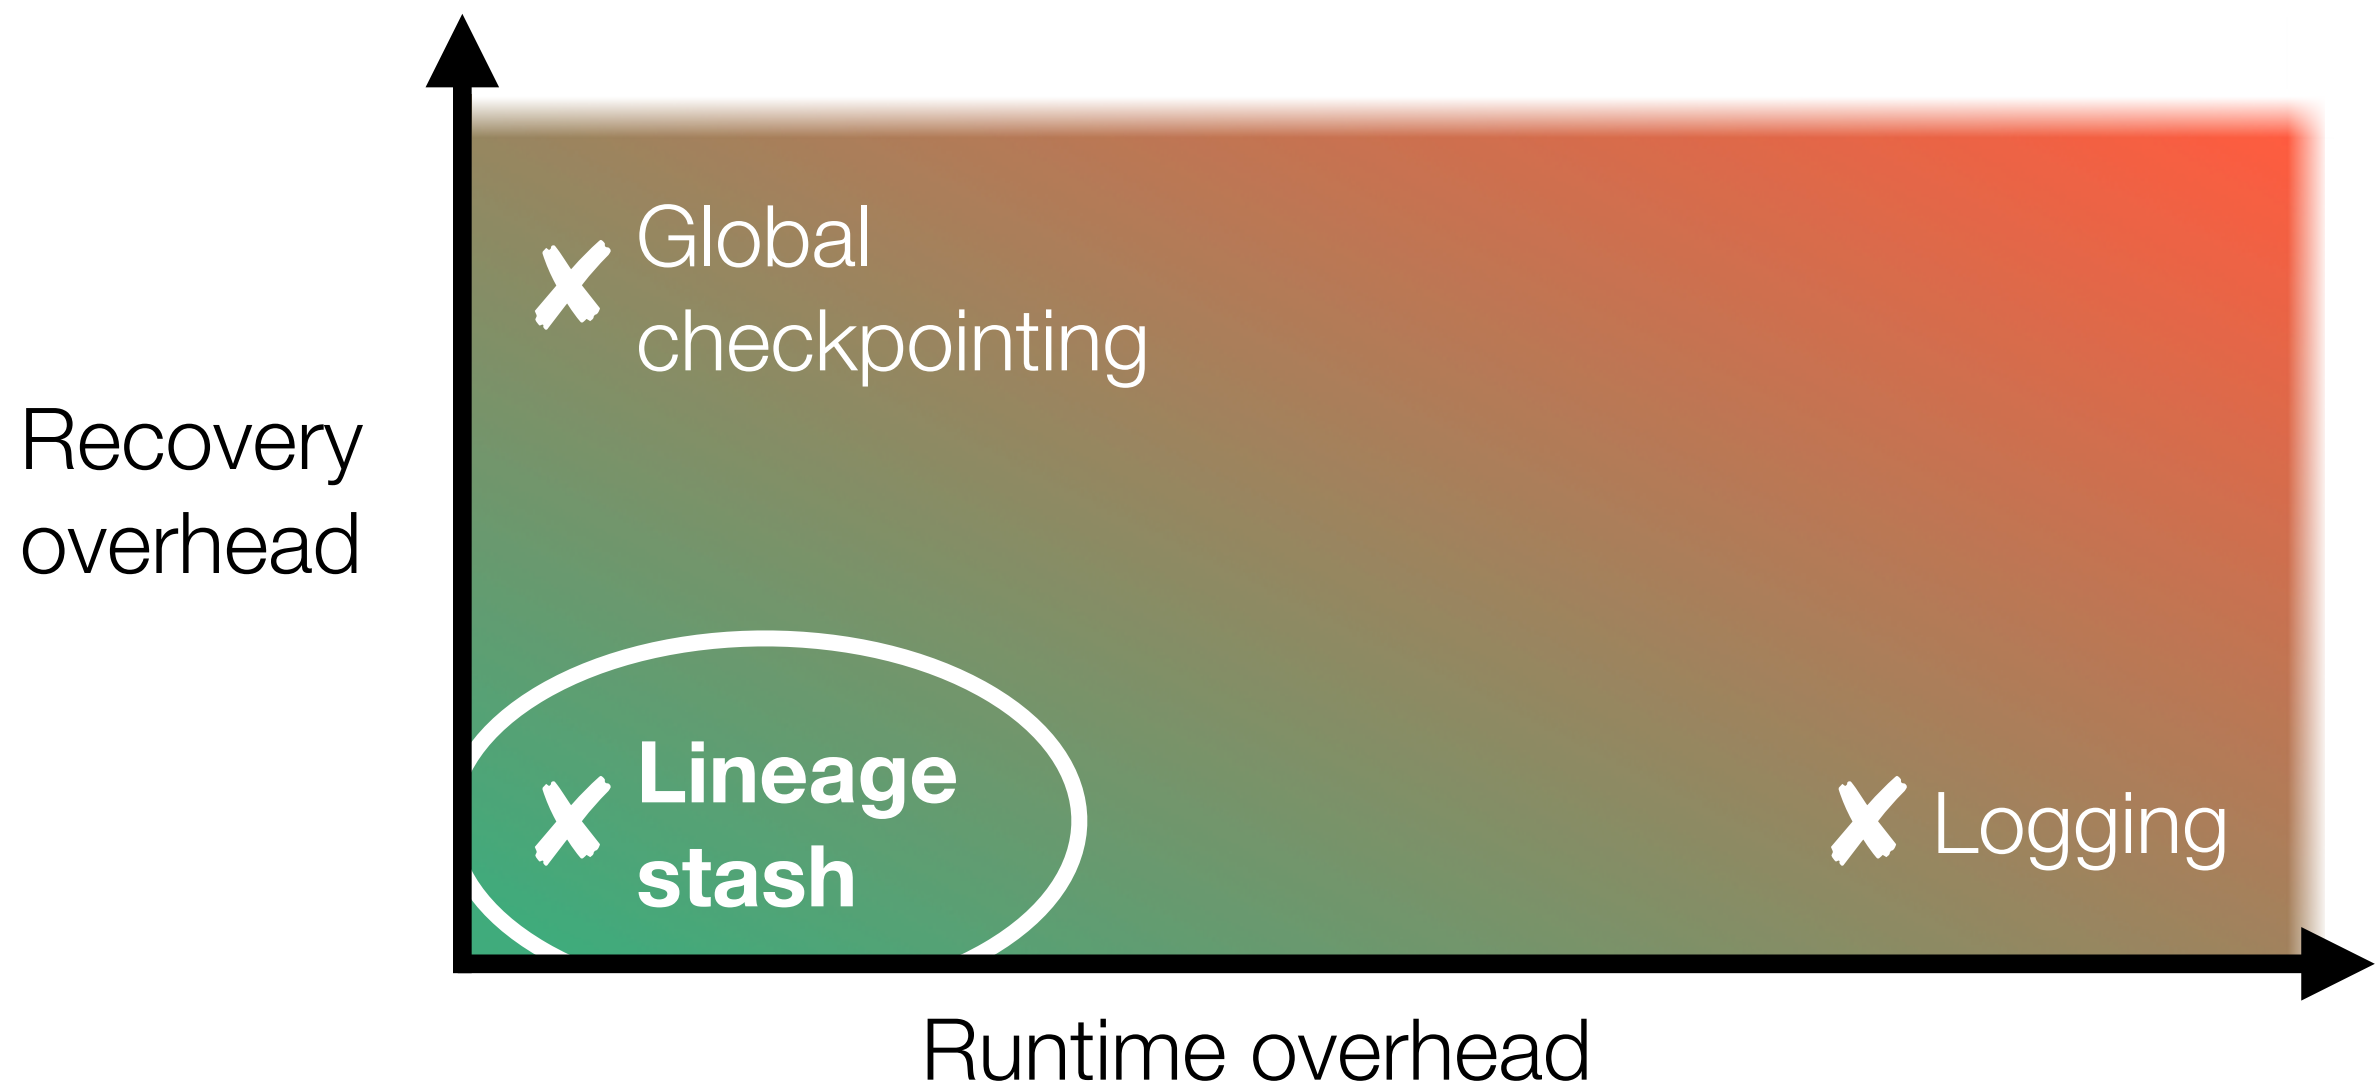 Global
checkpointing
Recovery
overhead
Lineage
stash
Logging
Runtime overhead